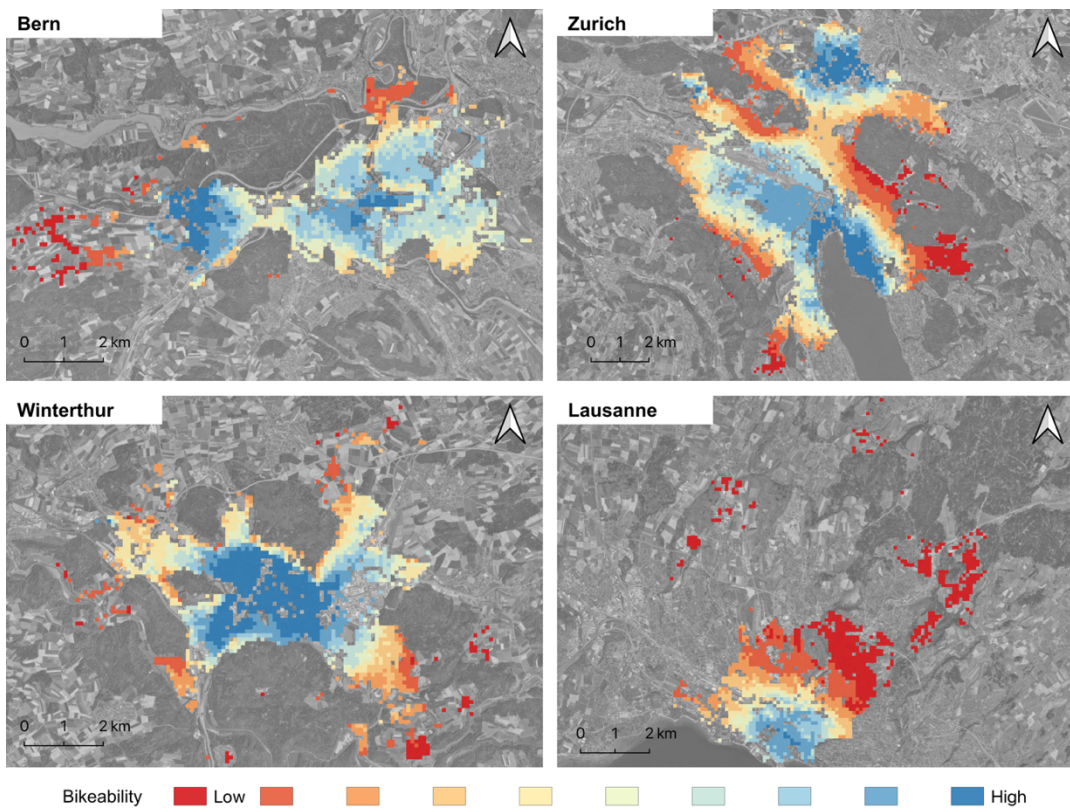 Bern
0 1 2 km
Zurich
0 1 2 km
Winterthur
0 1 2 km
Lausanne
0 1 2 km
Bikeability Low High